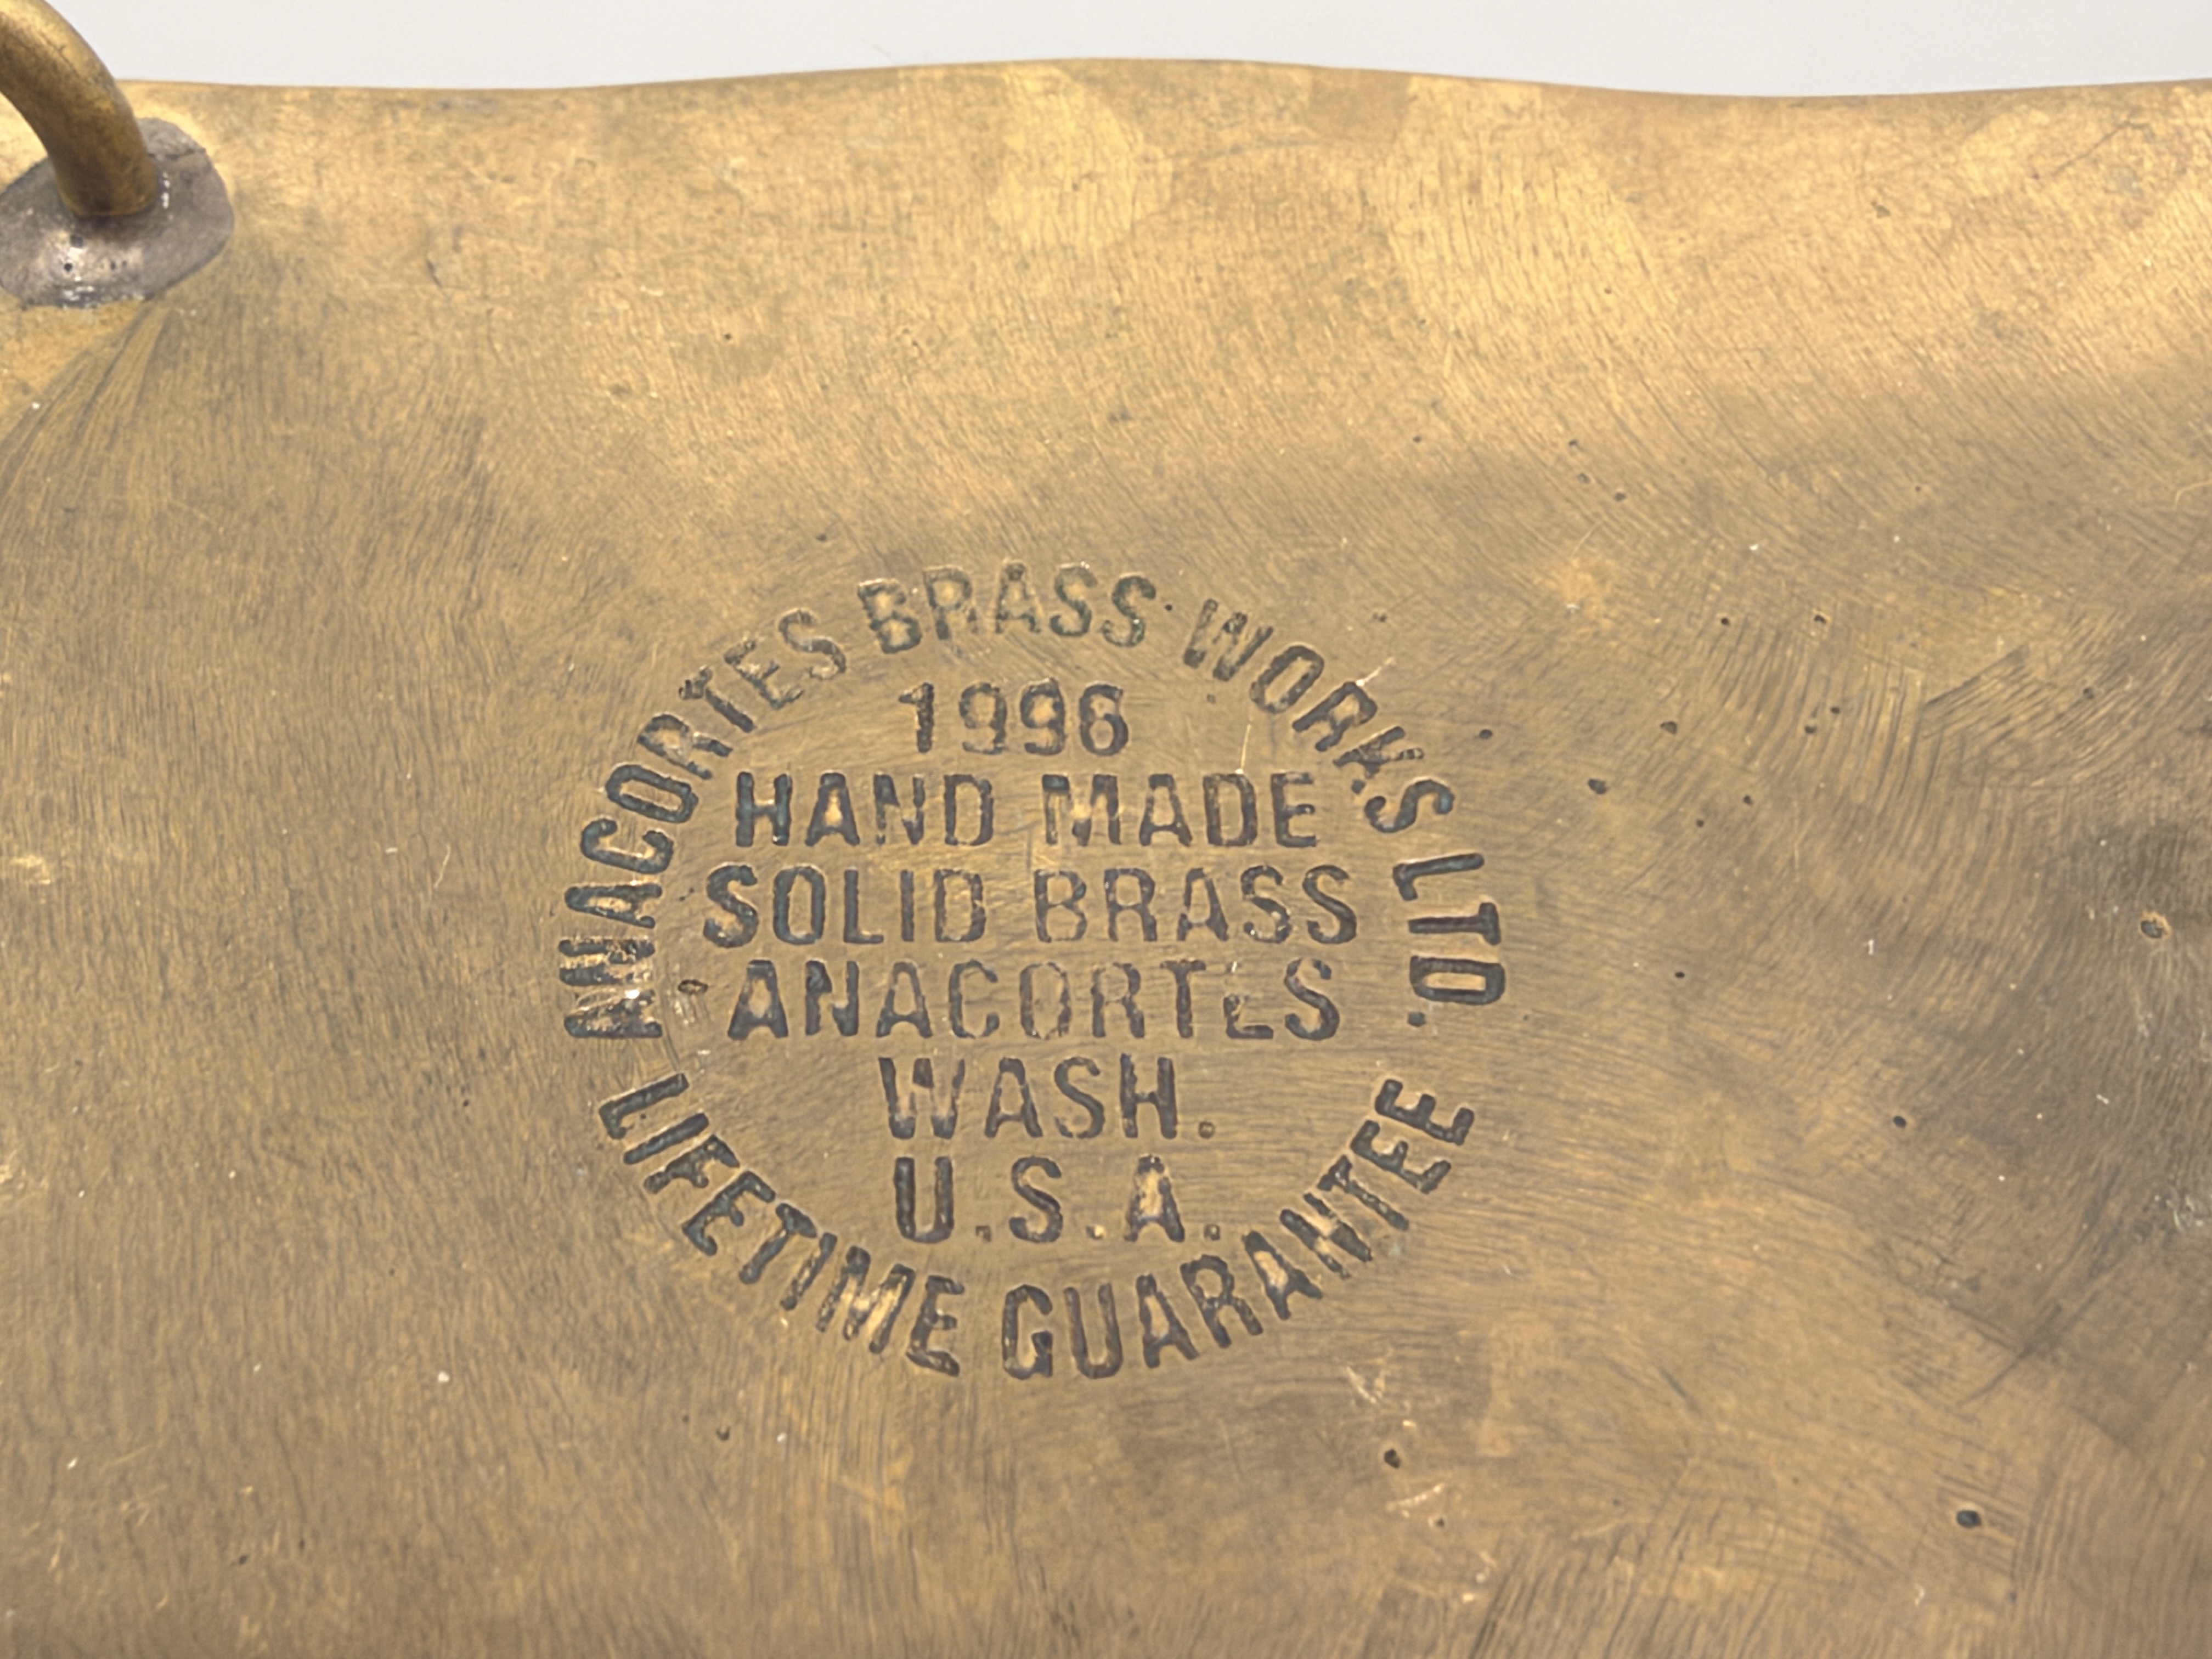 ANACORTES BRASS WORKS LTD.
1996
HAND MADE
SOLID BRASS
ANACORTES
WASH.
U.S.A.
LIFETIME GUARANTEE